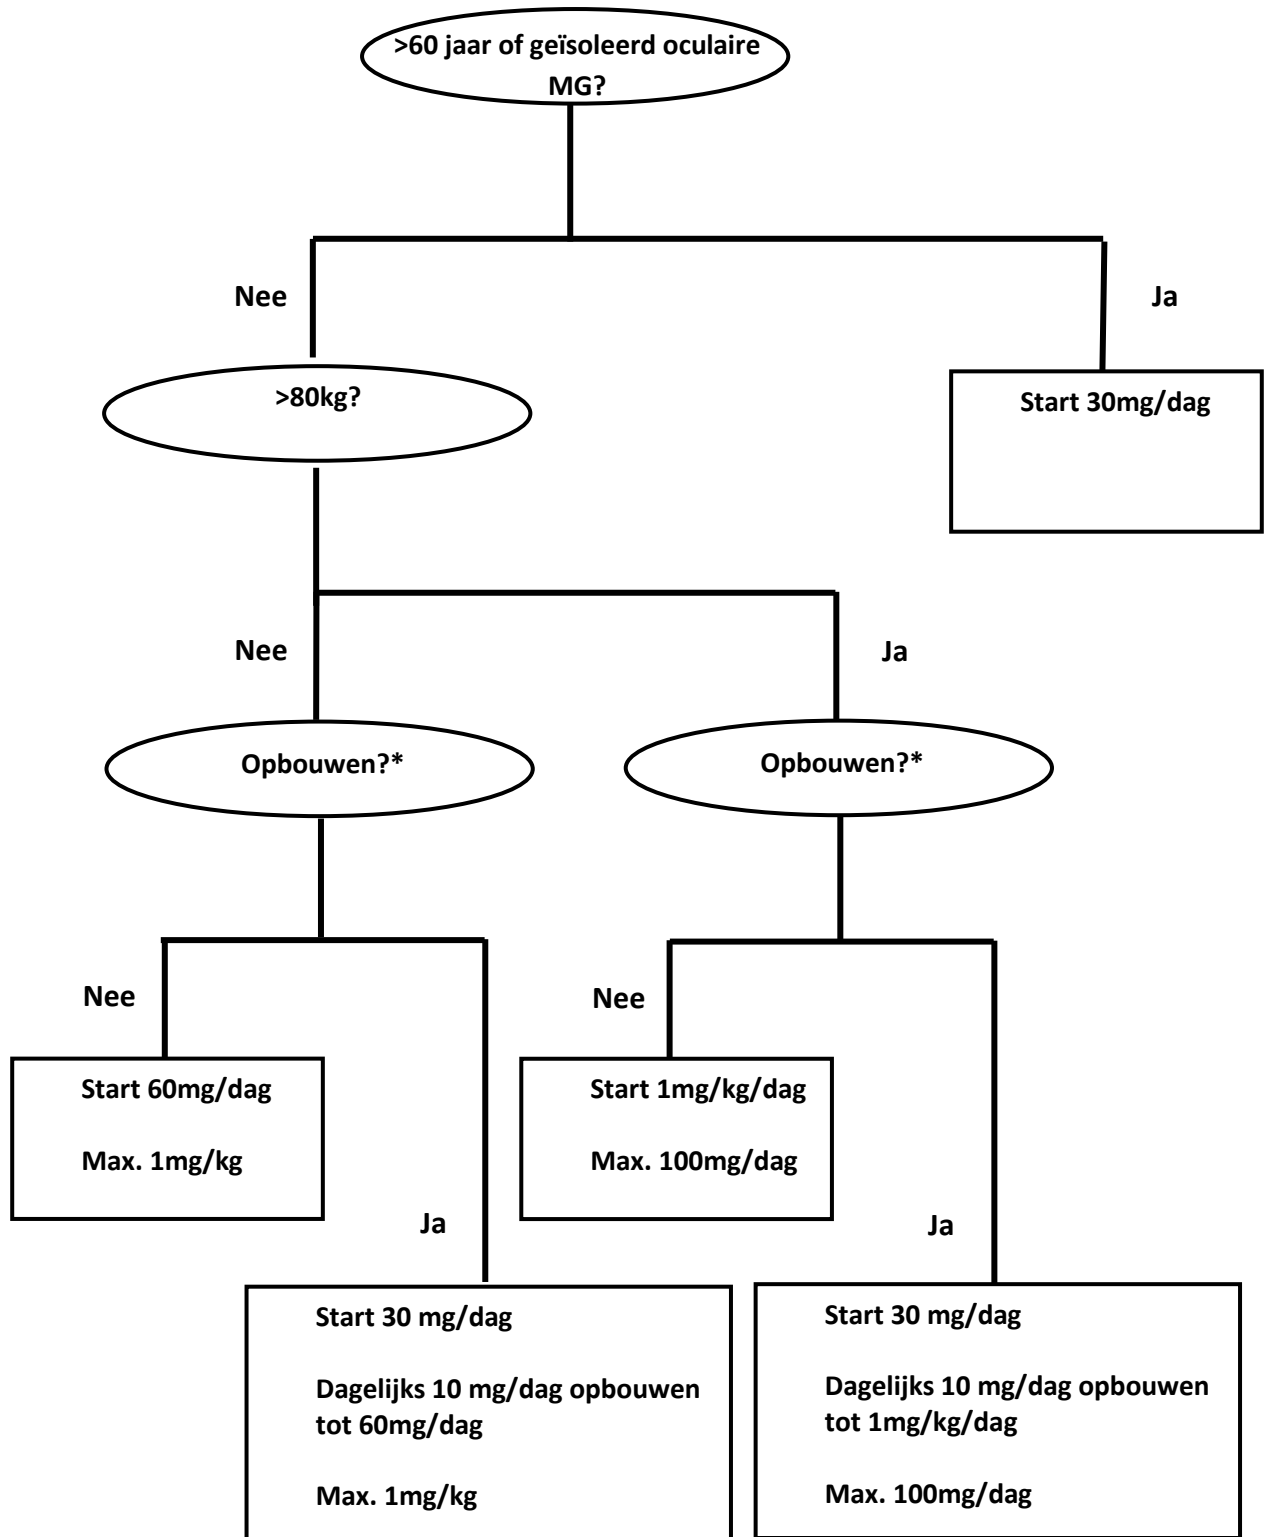 >60 jaar of geïsoleerd oculaire
MG?
Nee
Ja
>80kg?
Start 30mg/dag
Nee
Ja
Opbouwen?*
Opbouwen?*
Nee
Nee
Start 60mg/dag
Max. 1mg/kg
Start 1mg/kg/dag
Max. 100mg/dag
Ja
Ja
Start 30 mg/dag
Dagelijks 10 mg/dag opbouwen
tot 60mg/dag
Max. 1mg/kg
Start 30 mg/dag
Dagelijks 10 mg/dag opbouwen
tot 1mg/kg/dag
Max. 100mg/dag